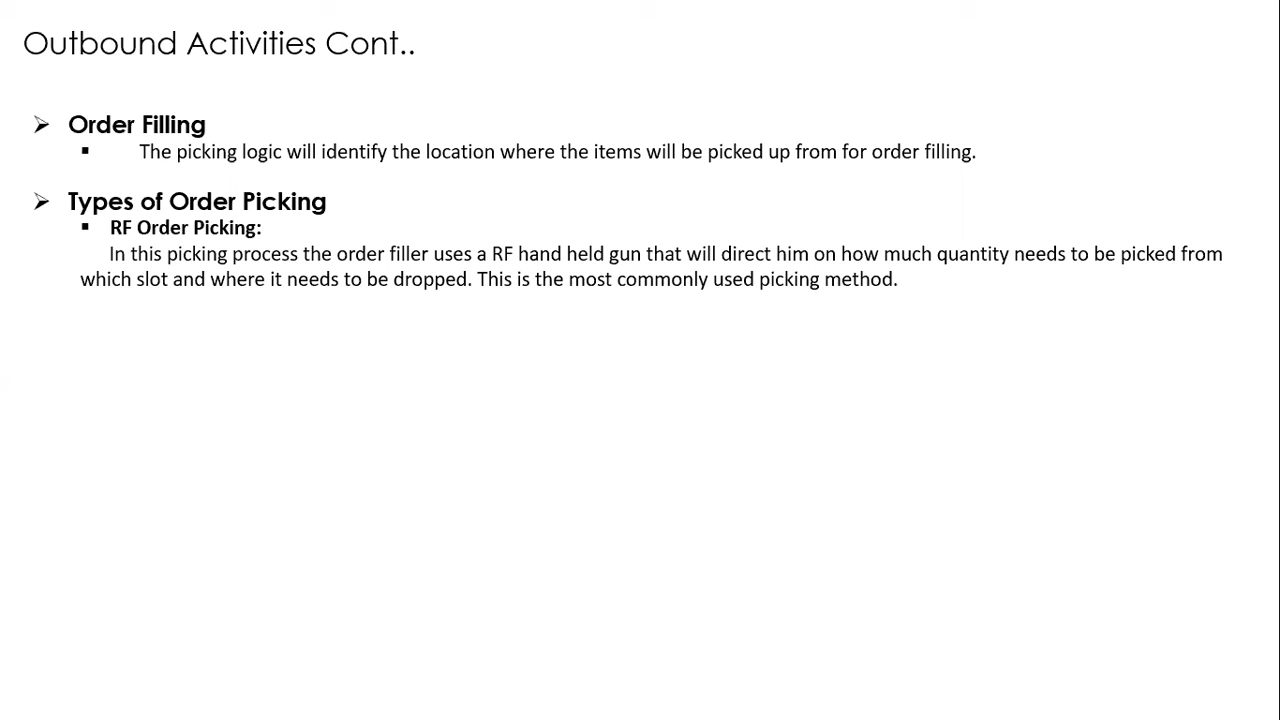 Outbound Activities Cont..
Order Filling
The picking logic will identify the location where the items will be picked up from for order filling.
Types of Order Picking
RF Order Picking:
In this picking process the order filler uses a RF hand held gun that will direct him on how much quantity needs to be picked from
which slot and where it needs to be dropped. This is the most commonly used picking method.